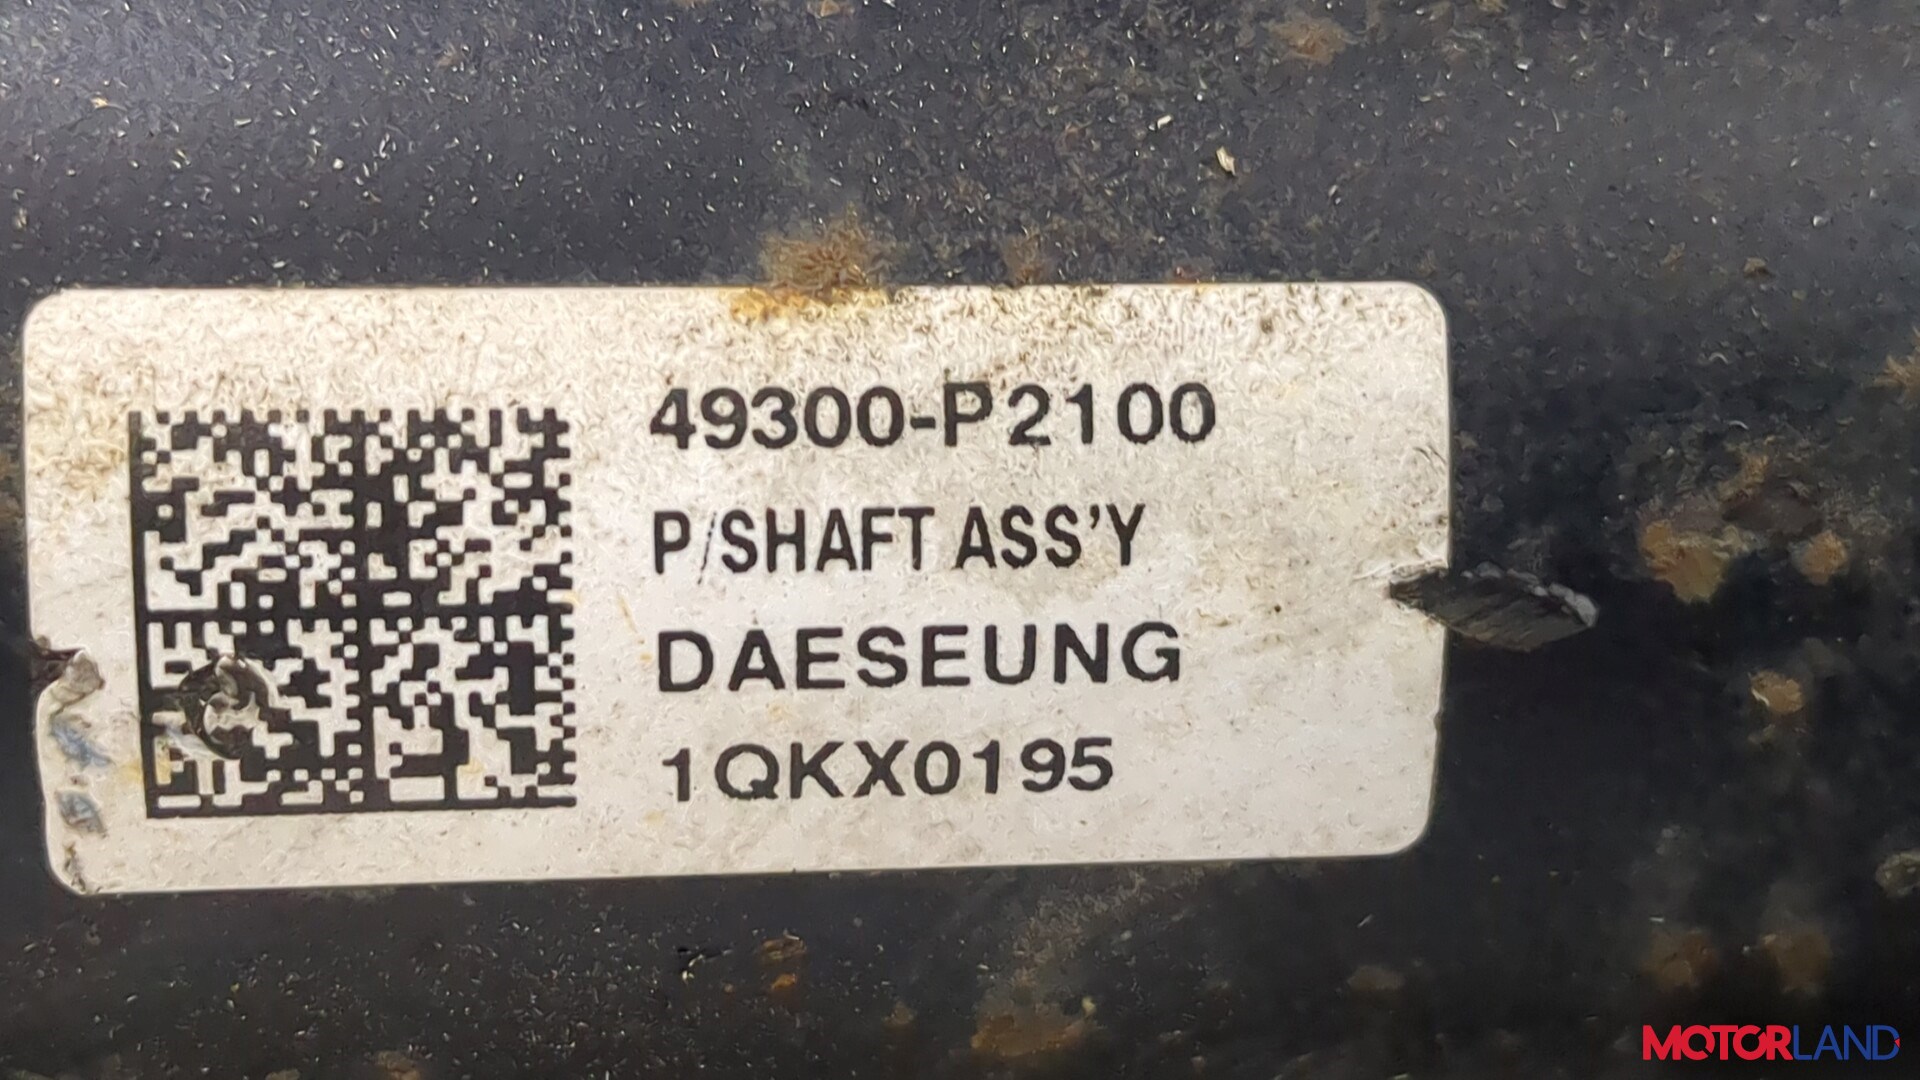 49300-P2100
P/SHAFT ASS'Y
DAESEUNG
1QKX0195
MOTORLAND